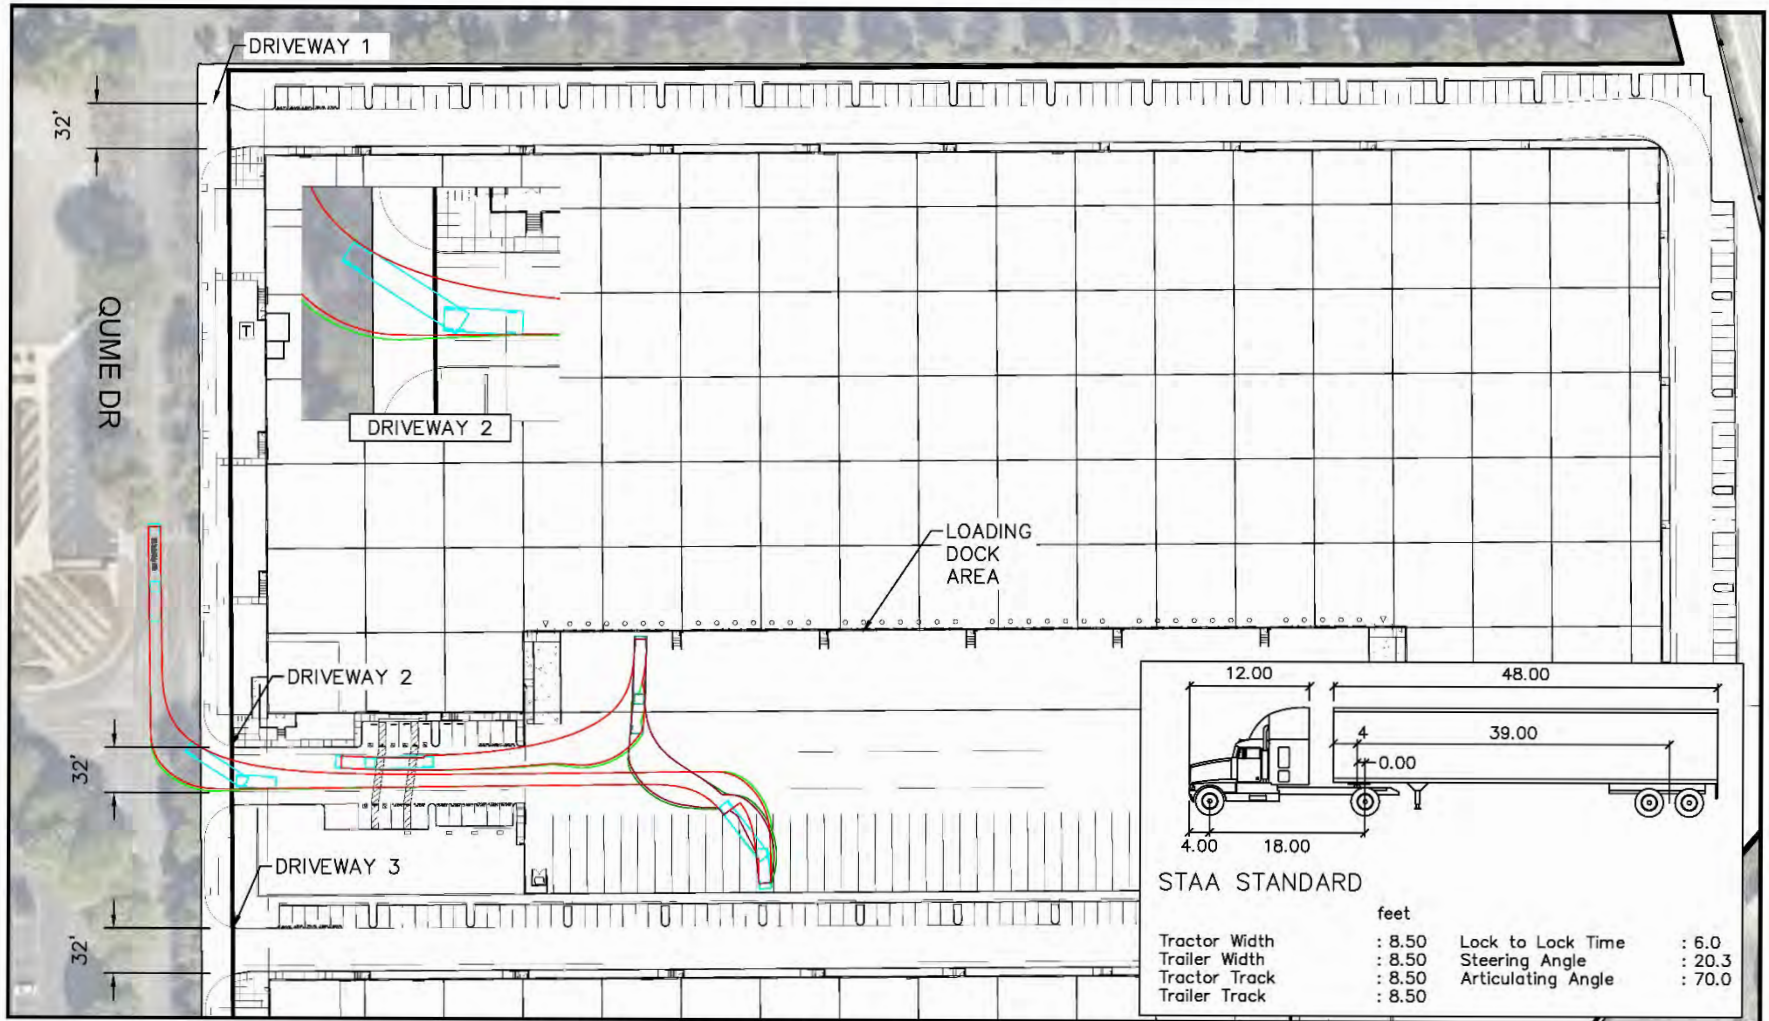 DRIVEWAY 1
32'
QUME DR
T
DRIVEWAY 2
LOADING
DOCK
AREA
DRIVEWAY 2
32'
DRIVEWAY 3
32'
12.00
48.00
4
39.00
0.00
4.00
18.00
STAA STANDARD
feet
Tractor Width : 8.50 Lock to Lock Time : 6.0
Trailer Width : 8.50 Steering Angle : 20.3
Tractor Track : 8.50 Articulating Angle : 70.0
Trailer Track : 8.50